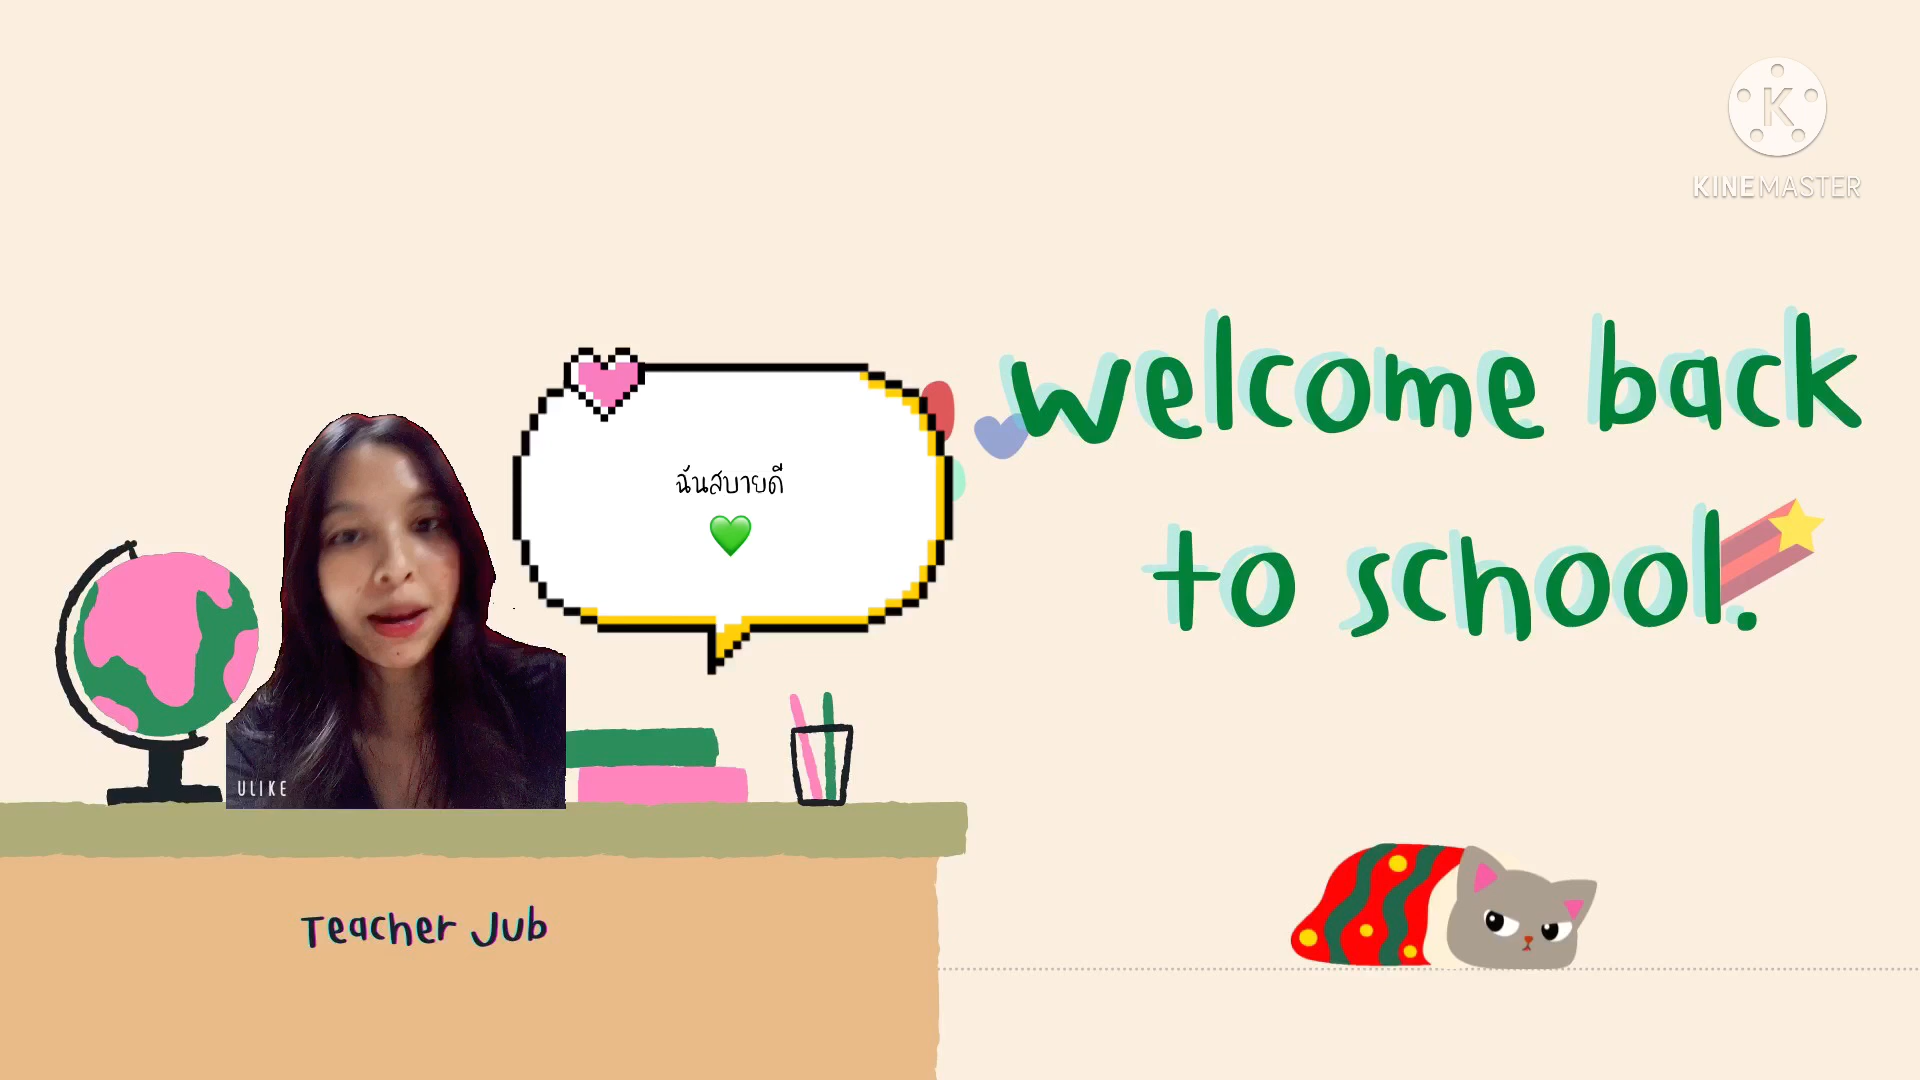 KINEMASTER
welcome back
to school.
ฉันสบายดี
ULIKE
Teacher Jub